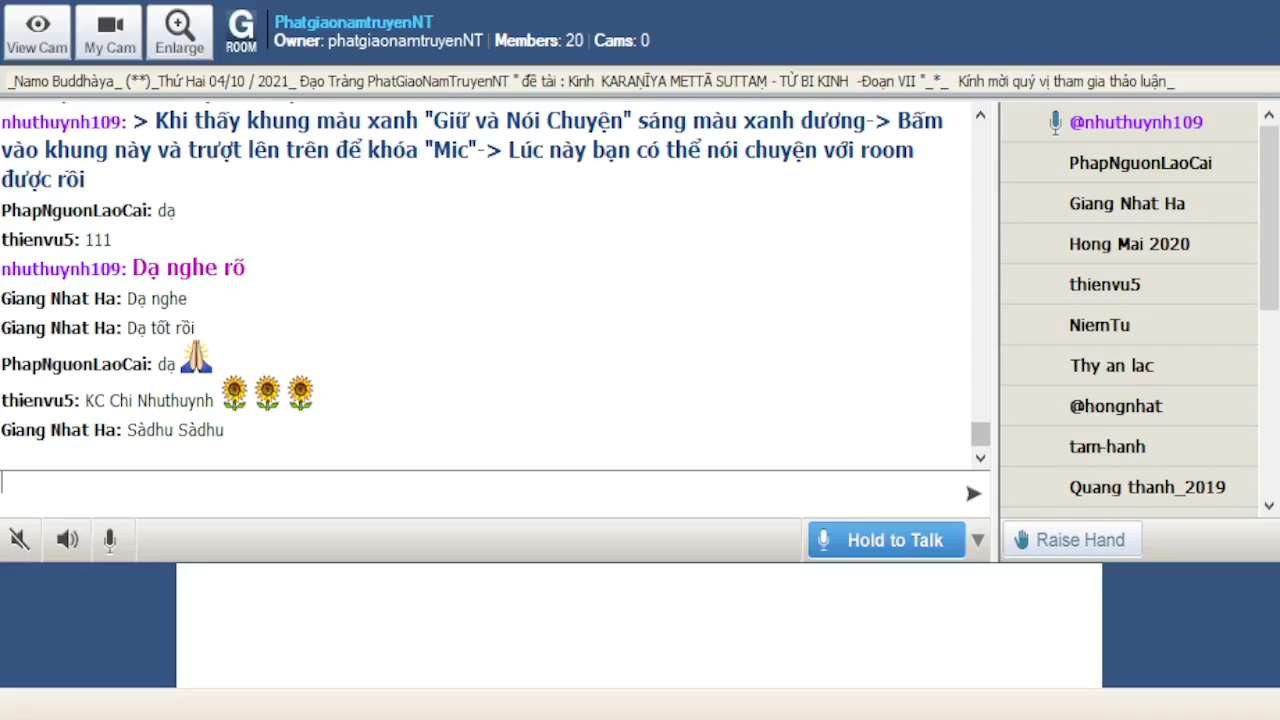 View Cam
My Cam
Enlarge
G
ROOM
PhatgiaonamtruyenNT
Owner: phatgiaonamtruyenNT | Members: 20 | Cams: 0
_Namo Buddhàya_ (**)_Thứ Hai 04/10 / 2021_ Đạo Tràng PhatGiaoNamTruyenNT " đề tài : Kinh KARAṆĪYA METTĀ SUTTAṂ - TỪ BI KINH -Đoạn VII "_*_ Kính mời quý vị tham gia thảo luận_
nhuthuynh109: > Khi thấy khung màu xanh "Giữ và Nói Chuyện" sáng màu xanh dương-> Bấm
vào khung này và trượt lên trên để khóa "Mic"-> Lúc này bạn có thể nói chuyện với room
được rồi
PhapNguonLaoCai: dạ
thienvu5: 111
nhuthuynh109: Dạ nghe rõ
Giang Nhat Ha: Dạ nghe
Giang Nhat Ha: Dạ tốt rồi
PhapNguonLaoCai: dạ
thienvu5: KC Chi Nhuthuynh
Giang Nhat Ha: Sàdhu Sàdhu
@nhuthuynh109
PhapNguonLaoCai
Giang Nhat Ha
Hong Mai 2020
thienvu5
NiemTu
Thy an lac
@hongnhat
tam-hanh
Quang thanh_2019
Hold to Talk
Raise Hand